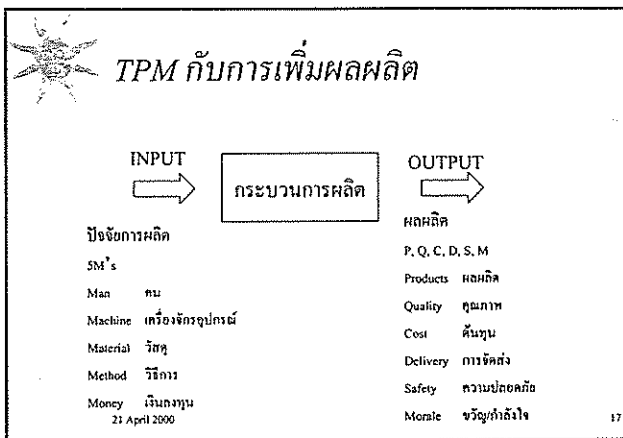 TPM กับการเพิ่มผลผลิต
INPUT
กระบวนการผลิต
OUTPUT
ปัจจัยการผลิต
5M's
Man คน
Machine เครื่องจักรอุปกรณ์
Material วัสดุ
Method วิธีการ
Money เงินลงทุน
21 April 2000
ผลผลิต
P, Q, C, D, S, M
Products ผลผลิต
Quality คุณภาพ
Cost ต้นทุน
Delivery การจัดส่ง
Safety ความปลอดภัย
Morale ขวัญ/กำลังใจ
17